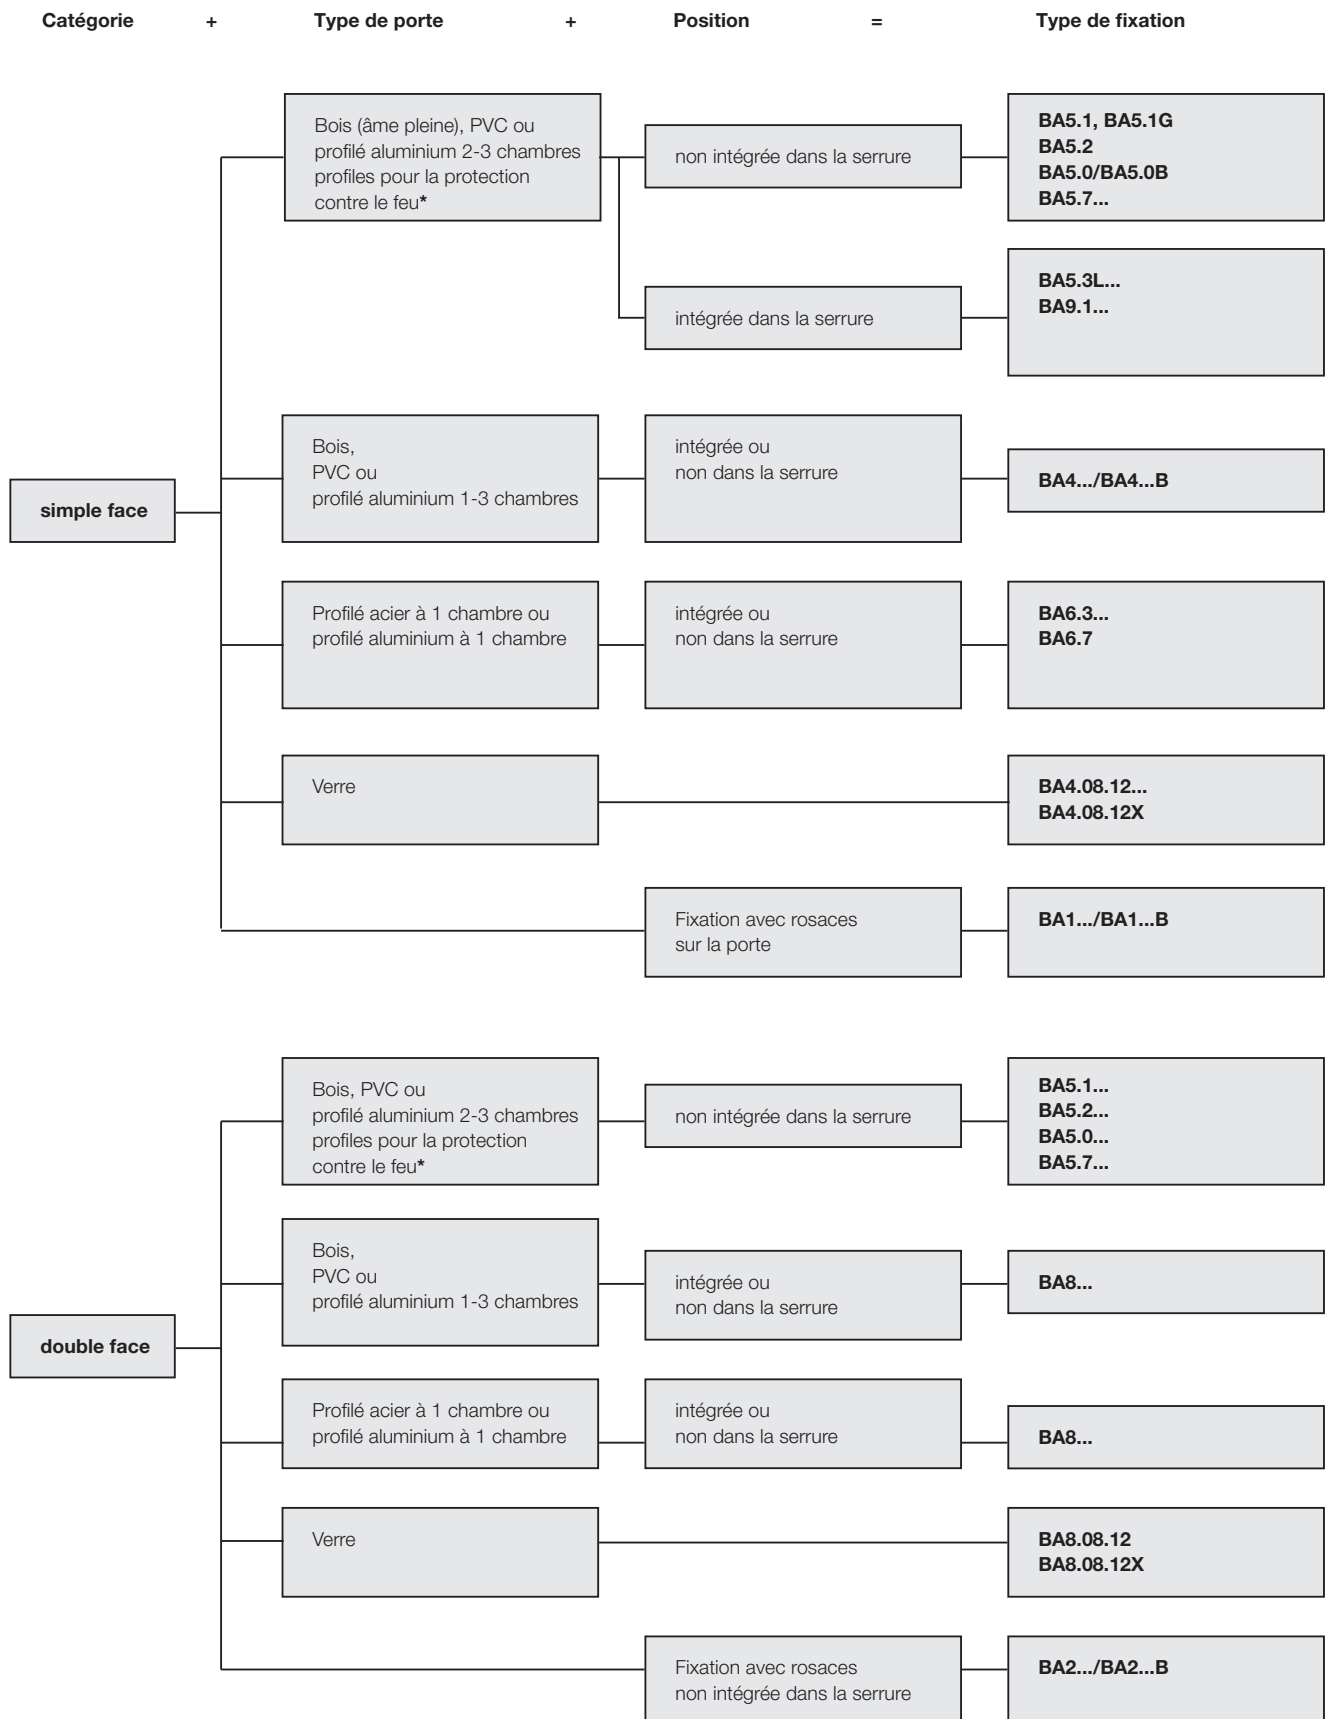 Catégorie + Type de porte + Position = Type de fixation
Bois (âme pleine), PVC ou
profilé aluminium 2-3 chambres
profiles pour la protection
contre le feu*
non intégrée dans la serrure
BA5.1, BA5.1G
BA5.2
BA5.0/BA5.0B
BA5.7...
intégrée dans la serrure
BA5.3L...
BA9.1...
simple face
Bois,
PVC ou
profilé aluminium 1-3 chambres
intégrée ou
non dans la serrure
BA4.../BA4...B
Profilé acier à 1 chambre ou
profilé aluminium à 1 chambre
intégrée ou
non dans la serrure
BA6.3...
BA6.7
Verre
BA4.08.12...
BA4.08.12X
Fixation avec rosaces
sur la porte
BA1.../BA1...B
Bois, PVC ou
profilé aluminium 2-3 chambres
profiles pour la protection
contre le feu*
non intégrée dans la serrure
BA5.1...
BA5.2...
BA5.0...
BA5.7...
double face
Bois,
PVC ou
profilé aluminium 1-3 chambres
intégrée ou
non dans la serrure
BA8...
Profilé acier à 1 chambre ou
profilé aluminium à 1 chambre
intégrée ou
non dans la serrure
BA8...
Verre
BA8.08.12
BA8.08.12X
Fixation avec rosaces
non intégrée dans la serrure
BA2.../BA2...B